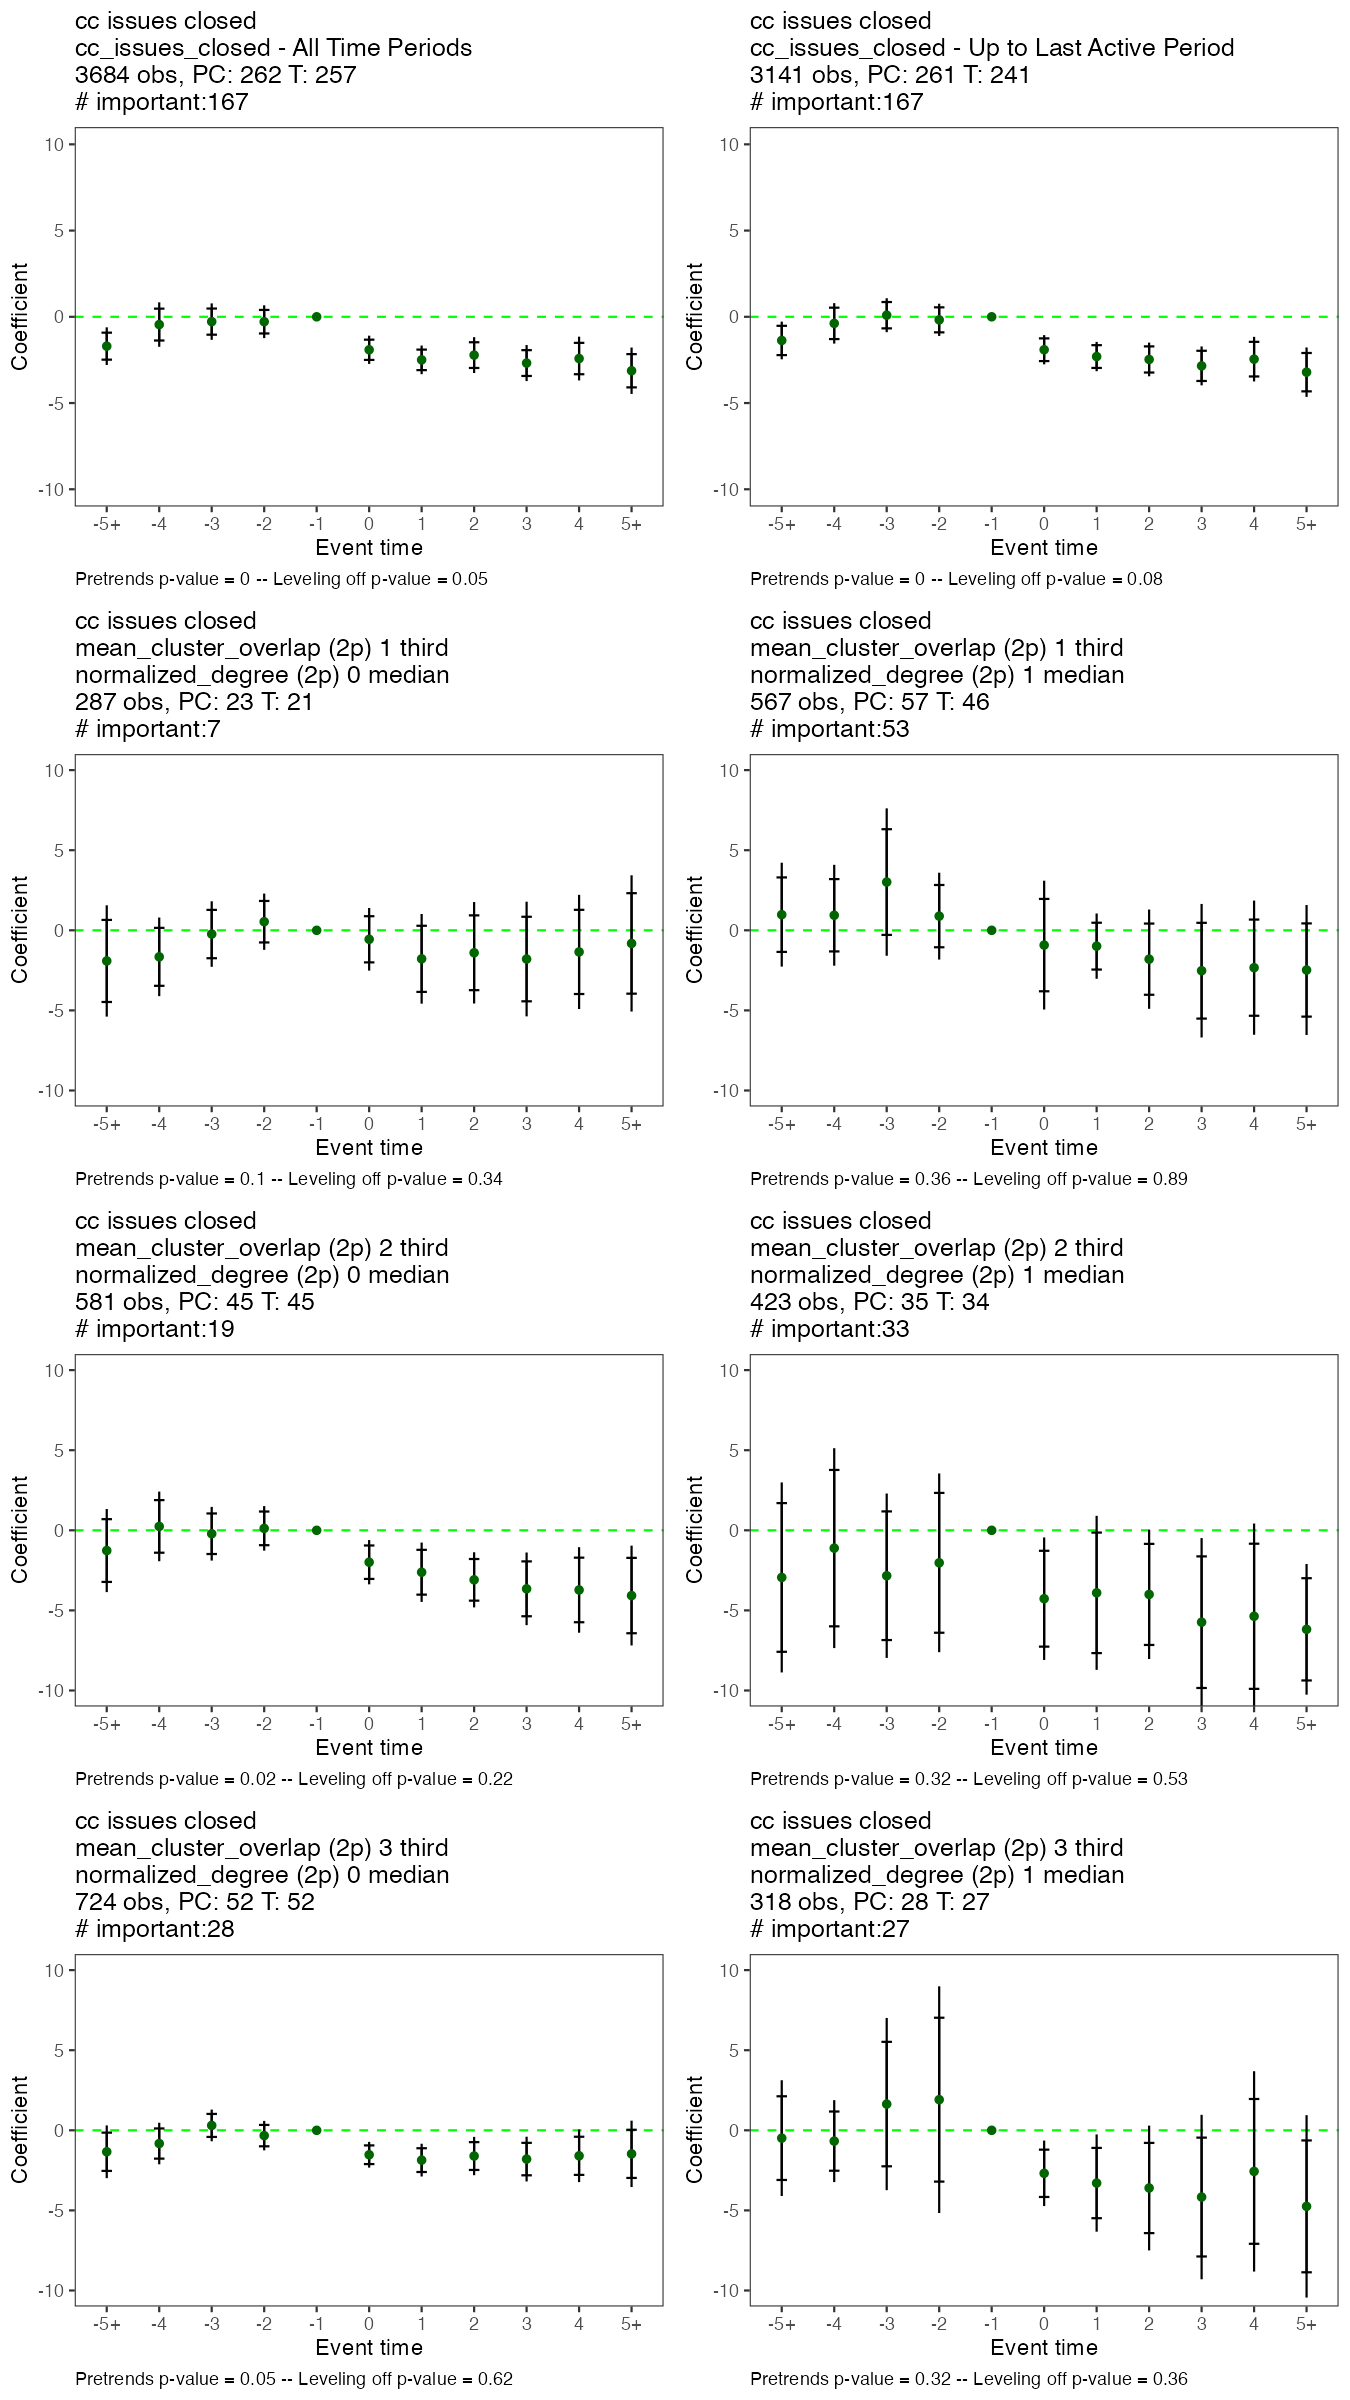 cc issues closed
cc_issues_closed - All Time Periods
3684 obs, PC: 262 T: 257
# important:167
10
5
0
-5
-10
Coefficient
-5+ -4 -3 -2 -1 0 1 2 3 4 5+
Event time
Pretrends p-value = 0 -- Leveling off p-value = 0.05
cc issues closed
cc_issues_closed - Up to Last Active Period
3141 obs, PC: 261 T: 241
# important:167
10
5
0
-5
-10
Coefficient
-5+ -4 -3 -2 -1 0 1 2 3 4 5+
Event time
Pretrends p-value = 0 -- Leveling off p-value = 0.08
cc issues closed
mean_cluster_overlap (2p) 1 third
normalized_degree (2p) 0 median
287 obs, PC: 23 T: 21
# important:7
10
5
0
-5
-10
Coefficient
-5+ -4 -3 -2 -1 0 1 2 3 4 5+
Event time
Pretrends p-value = 0.1 -- Leveling off p-value = 0.34
cc issues closed
mean_cluster_overlap (2p) 1 third
normalized_degree (2p) 1 median
567 obs, PC: 57 T: 46
# important:53
10
5
0
-5
-10
Coefficient
-5+ -4 -3 -2 -1 0 1 2 3 4 5+
Event time
Pretrends p-value = 0.36 -- Leveling off p-value = 0.89
cc issues closed
mean_cluster_overlap (2p) 2 third
normalized_degree (2p) 0 median
581 obs, PC: 45 T: 45
# important:19
10
5
0
-5
-10
Coefficient
-5+ -4 -3 -2 -1 0 1 2 3 4 5+
Event time
Pretrends p-value = 0.02 -- Leveling off p-value = 0.22
cc issues closed
mean_cluster_overlap (2p) 2 third
normalized_degree (2p) 1 median
423 obs, PC: 35 T: 34
# important:33
10
5
0
-5
-10
Coefficient
-5+ -4 -3 -2 -1 0 1 2 3 4 5+
Event time
Pretrends p-value = 0.32 -- Leveling off p-value = 0.53
cc issues closed
mean_cluster_overlap (2p) 3 third
normalized_degree (2p) 0 median
724 obs, PC: 52 T: 52
# important:28
10
5
0
-5
-10
Coefficient
-5+ -4 -3 -2 -1 0 1 2 3 4 5+
Event time
Pretrends p-value = 0.05 -- Leveling off p-value = 0.62
cc issues closed
mean_cluster_overlap (2p) 3 third
normalized_degree (2p) 1 median
318 obs, PC: 28 T: 27
# important:27
10
5
0
-5
-10
Coefficient
-5+ -4 -3 -2 -1 0 1 2 3 4 5+
Event time
Pretrends p-value = 0.32 -- Leveling off p-value = 0.36